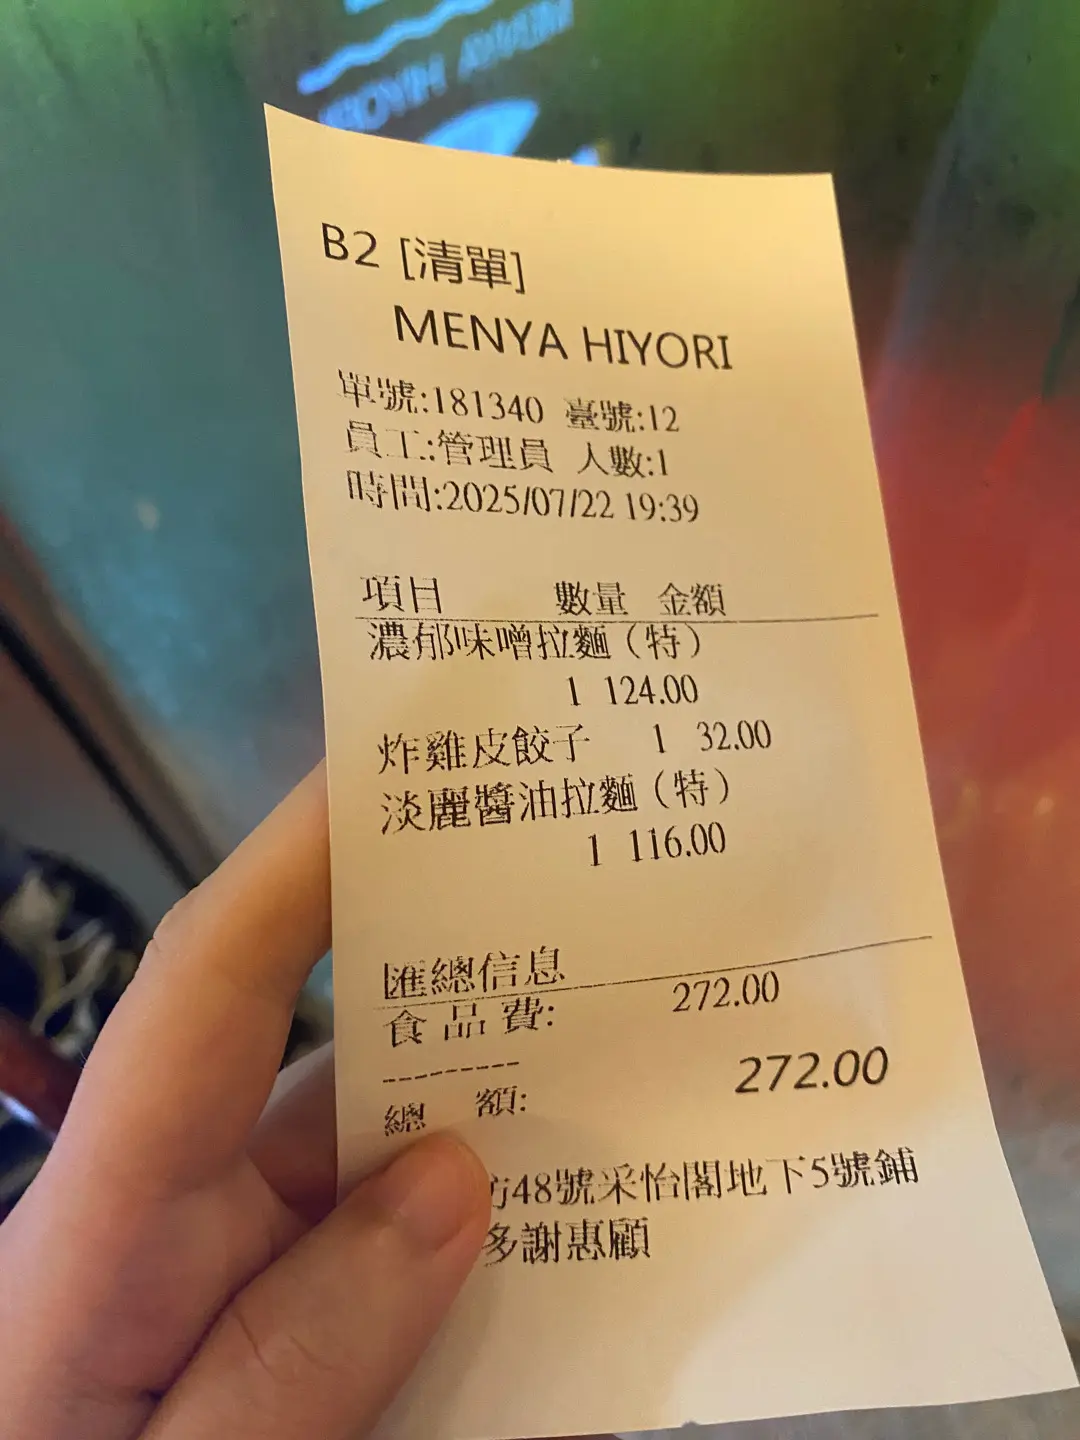 B2 [清單]
MENYA HIYORI
單號:181340 臺號:12
員工:管理員 人數:1
時間:2025/07/22 19:39
項目 數量 金額
濃郁味噌拉麵（特）
1 124.00
炸雞皮餃子 1 32.00
淡麗醬油拉麵（特）
1 116.00
匯總信息
食 品 費: 272.00
---------
總 額: 272.00
48號采怡閣地下5號鋪
多謝惠顧